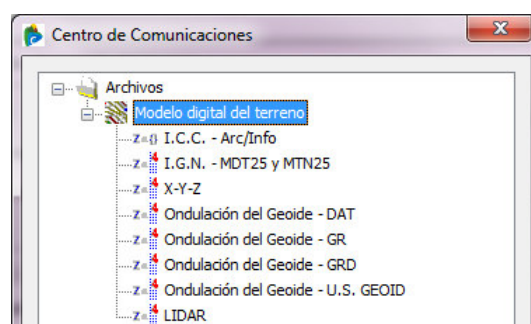 Centro de Comunicaciones
Archivos
Modelo digital del terreno
I.C.C. - Arc/Info
I.G.N. - MDT25 y MTN25
X-Y-Z
Ondulación del Geoide - DAT
Ondulación del Geoide - GR
Ondulación del Geoide - GRD
Ondulación del Geoide - U.S. GEOID
LIDAR